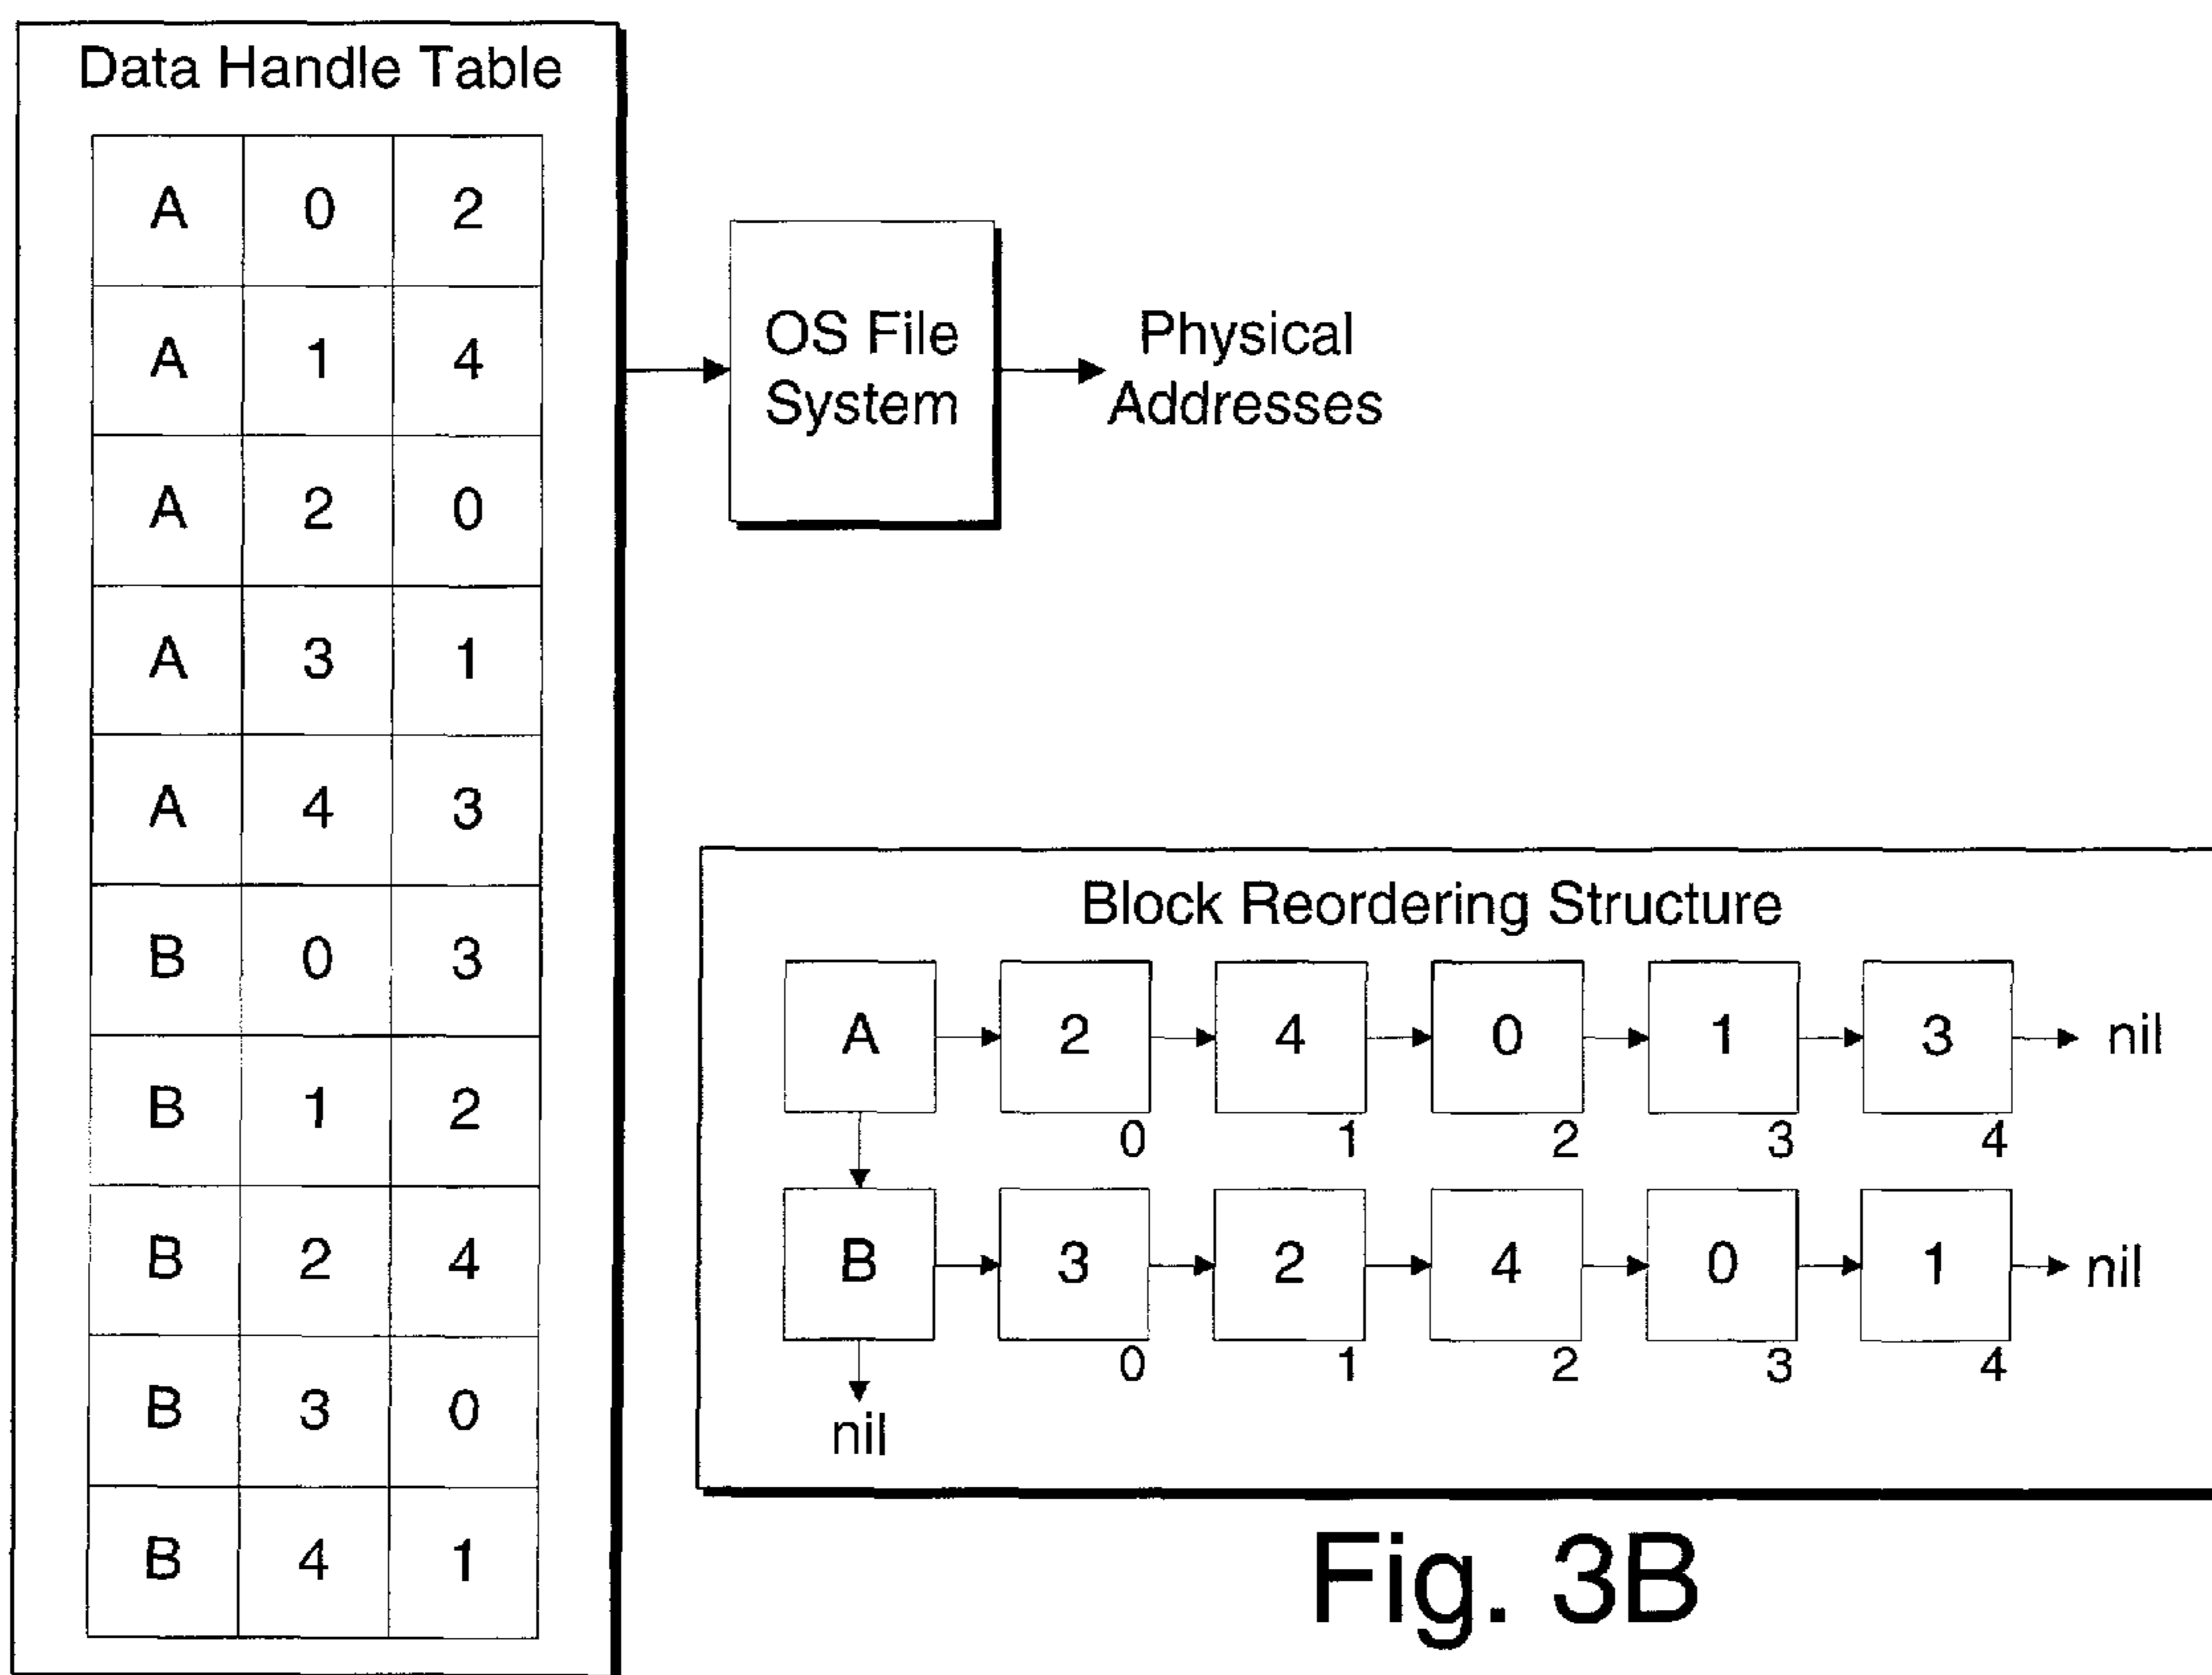 Data Handle Table
A 0 2
A 1 4
A 2 0
A 3 1
A 4 3
B 0 3
B 1 2
B 2 4
B 3 0
B 4 1
OS File
System
Physical
Addresses
Block Reordering Structure
A 2 4 0 1 3 nil
0 1 2 3 4
B 3 2 4 0 1 nil
0 1 2 3 4
nil
Fig. 3B